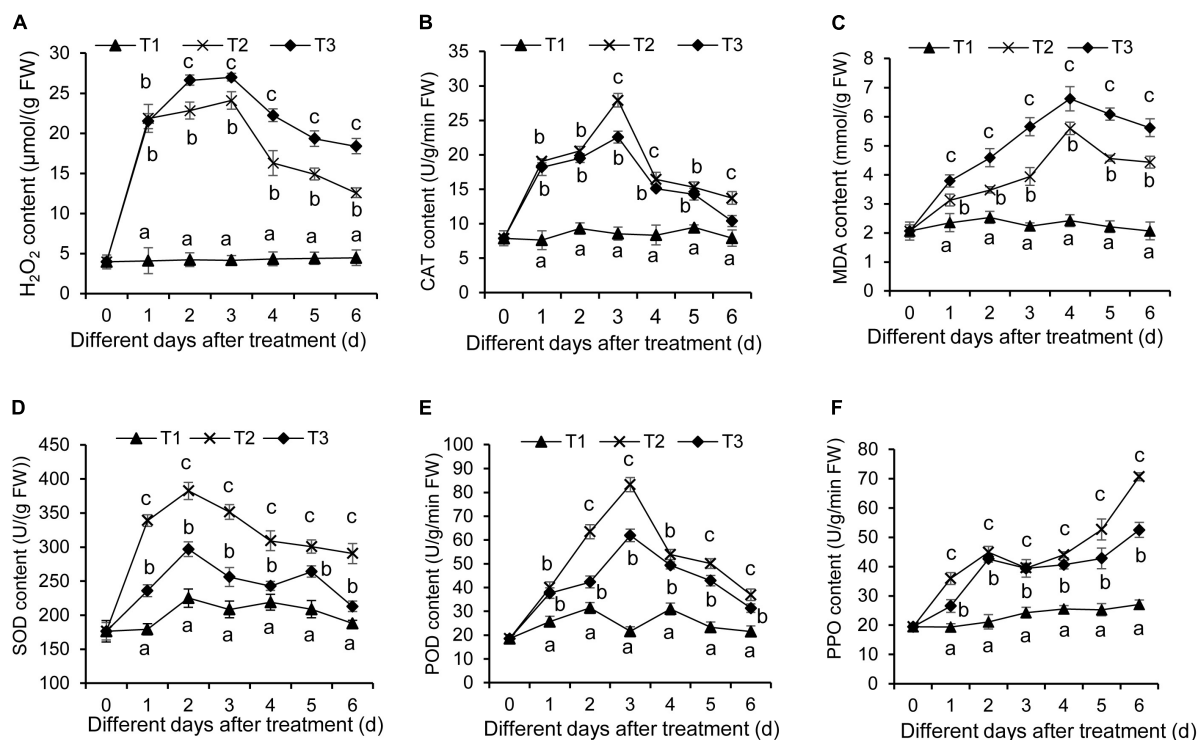 A
T1 T2 T3
H2O2 content (µmol/(g FW)
30
25
20
15
10
5
0
b c c c c c
b b b b b b
a a a a a a
0 1 2 3 4 5 6
Different days after treatment (d)
B
T1 T2 T3
CAT content (U/g/min FW)
35
30
25
20
15
10
5
0
b b c c b c
b b b b b b
a a a a a a
0 1 2 3 4 5 6
Different days after treatment (d)
C
T1 T2 T3
MDA content (mmol/(g FW)
8
7
6
5
4
3
2
1
0
c c c c c c
b b b b b b
a a a a a a
0 1 2 3 4 5 6
Different days after treatment (d)
D
T1 T2 T3
SOD content (U/(g FW))
450
400
350
300
250
200
150
100
c c c c c c
b b b b b b
a a a a a a
0 1 2 3 4 5 6
Different days after treatment (d)
E
T1 T2 T3
POD content (U/g/min FW)
100
90
80
70
60
50
40
30
20
10
0
b c c b c c
b b b b b b
a a a a a a
0 1 2 3 4 5 6
Different days after treatment (d)
F
PPO content (U/g/min FW)
80
70
60
50
40
30
20
10
0
c c b c c c
b b b b b b
a a a a a a
0 1 2 3 4 5 6
Different days after treatment (d)